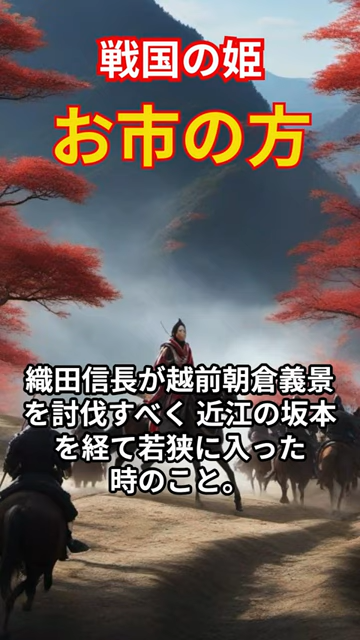 戦国の姫
お市の方
織田信長が越前朝倉義景
を討伐すべく 近江の坂本
を経て若狭に入った
時のこと。